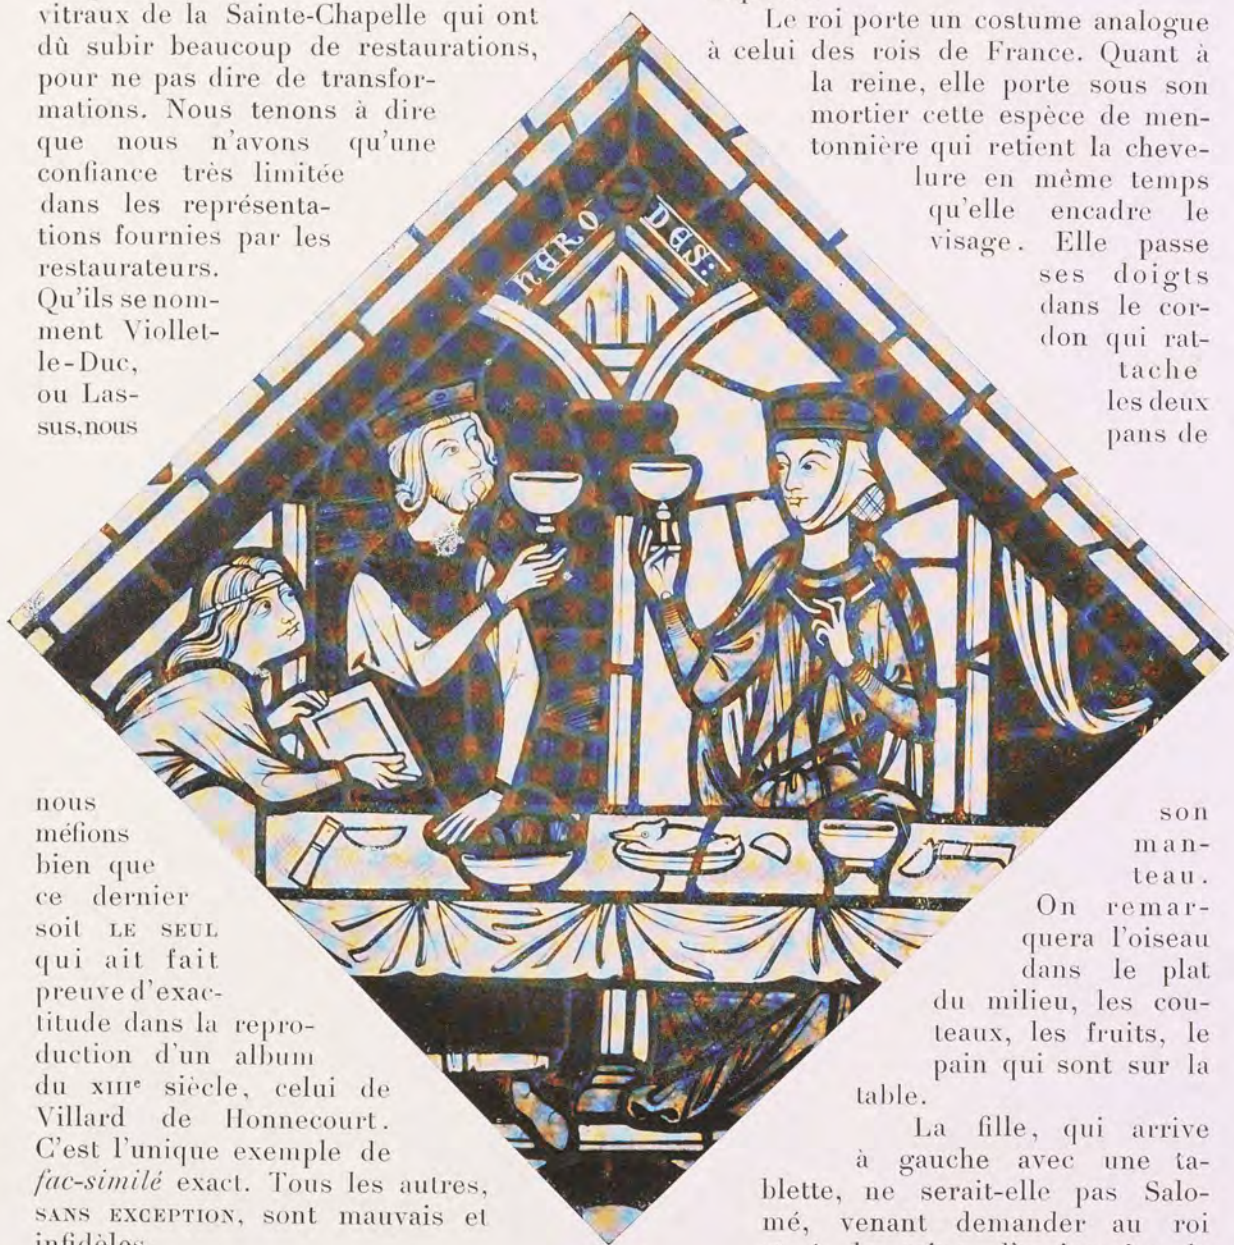 vitraux de la Sainte-Chapelle qui ont
dû subir beaucoup de restaurations,
pour ne pas dire de transfor-
mations. Nous tenons à dire
que nous n'avons qu'une
confiance très limitée
dans les représenta-
tions fournies par les
restaurateurs.
Qu'ils se nom-
ment Viollet-
le-Duc,
ou Las-
sus, nous
nous
méfions
bien que
ce dernier
soit LE SEUL
qui ait fait
preuve d'exac-
titude dans la repro-
duction d'un album
du XIIIe siècle, celui de
Villard de Honnecourt.
C'est l'unique exemple de
fac-similé exact. Tous les autres,
SANS EXCEPTION, sont mauvais et
infidèles
hERO DES:
Le roi porte un costume analogue
à celui des rois de France. Quant à
la reine, elle porte sous son
mortier cette espèce de men-
tonnière qui retient la cheve-
lure en même temps
qu'elle encadre le
visage. Elle passe
ses doigts
dans le cor-
don qui rat-
tache
les deux
pans de
son
man-
teau.
On remar-
quera l'oiseau
dans le plat
du milieu, les cou-
teaux, les fruits, le
pain qui sont sur la
table.
La fille, qui arrive
à gauche avec une ta-
blette, ne serait-elle pas Salo-
mé, venant demander au roi